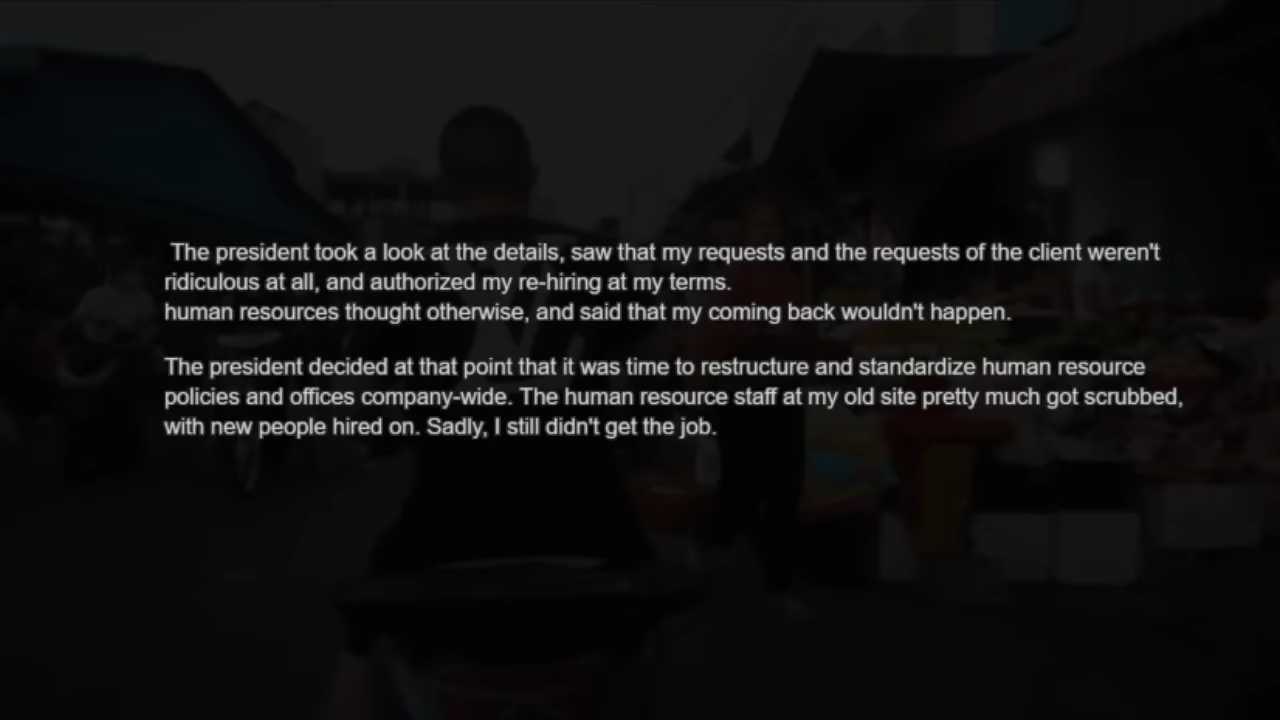 The president took a look at the details, saw that my requests and the requests of the client weren't
ridiculous at all, and authorized my re-hiring at my terms.
human resources thought otherwise, and said that my coming back wouldn't happen.
The president decided at that point that it was time to restructure and standardize human resource
policies and offices company-wide. The human resource staff at my old site pretty much got scrubbed,
with new people hired on. Sadly, I still didn't get the job.